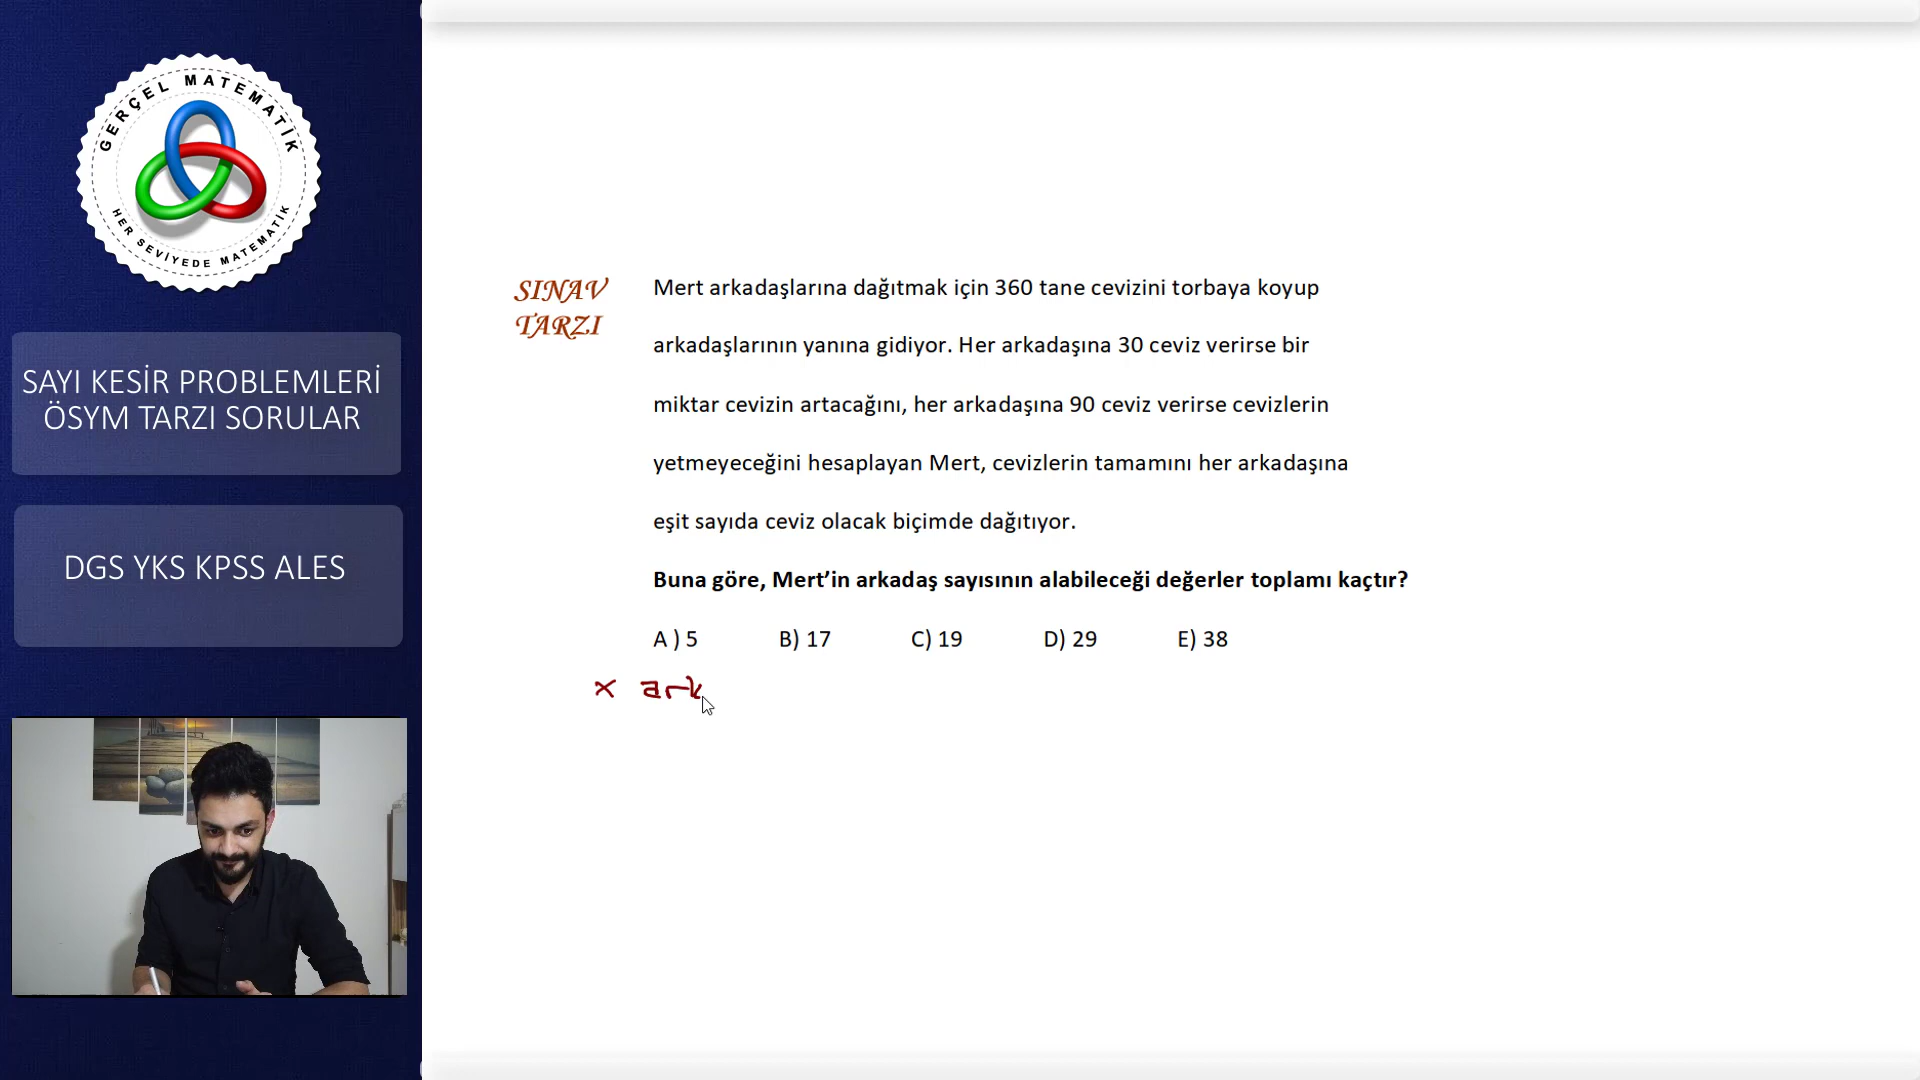 GERÇEL MATEMATİK
HER SEVİYEDE MATEMATİK
SAYI KESİR PROBLEMLERİ
ÖSYM TARZI SORULAR
DGS YKS KPSS ALES
SINAV
TARZI
Mert arkadaşlarına dağıtmak için 360 tane cevizini torbaya koyup
arkadaşlarının yanına gidiyor. Her arkadaşına 30 ceviz verirse bir
miktar cevizin artacağını, her arkadaşına 90 ceviz verirse cevizlerin
yetmeyeceğini hesaplayan Mert, cevizlerin tamamını her arkadaşına
eşit sayıda ceviz olacak biçimde dağıtıyor.
Buna göre, Mert’in arkadaş sayısının alabileceği değerler toplamı kaçtır?
A ) 5 B) 17 C) 19 D) 29 E) 38
x ark